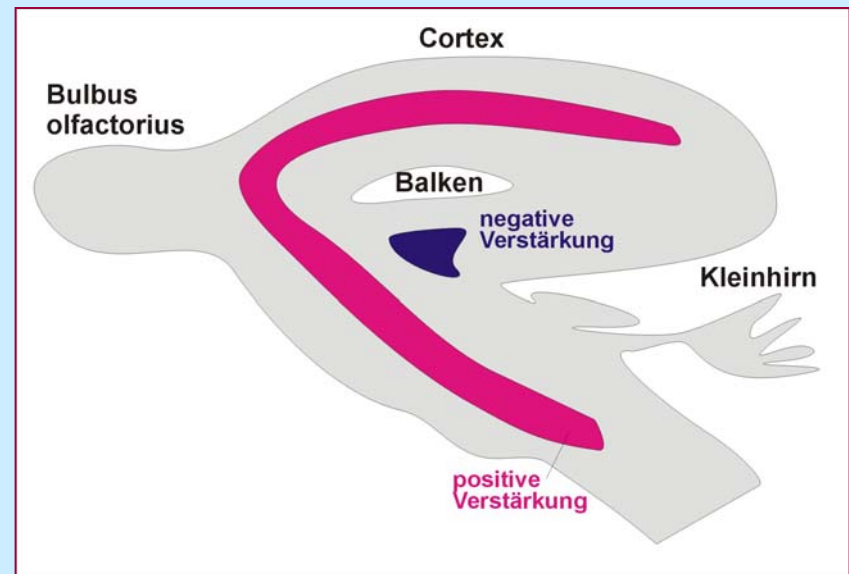 Cortex
Bulbus
olfactorius
Balken
negative
Verstärkung
Kleinhirn
positive
Verstärkung